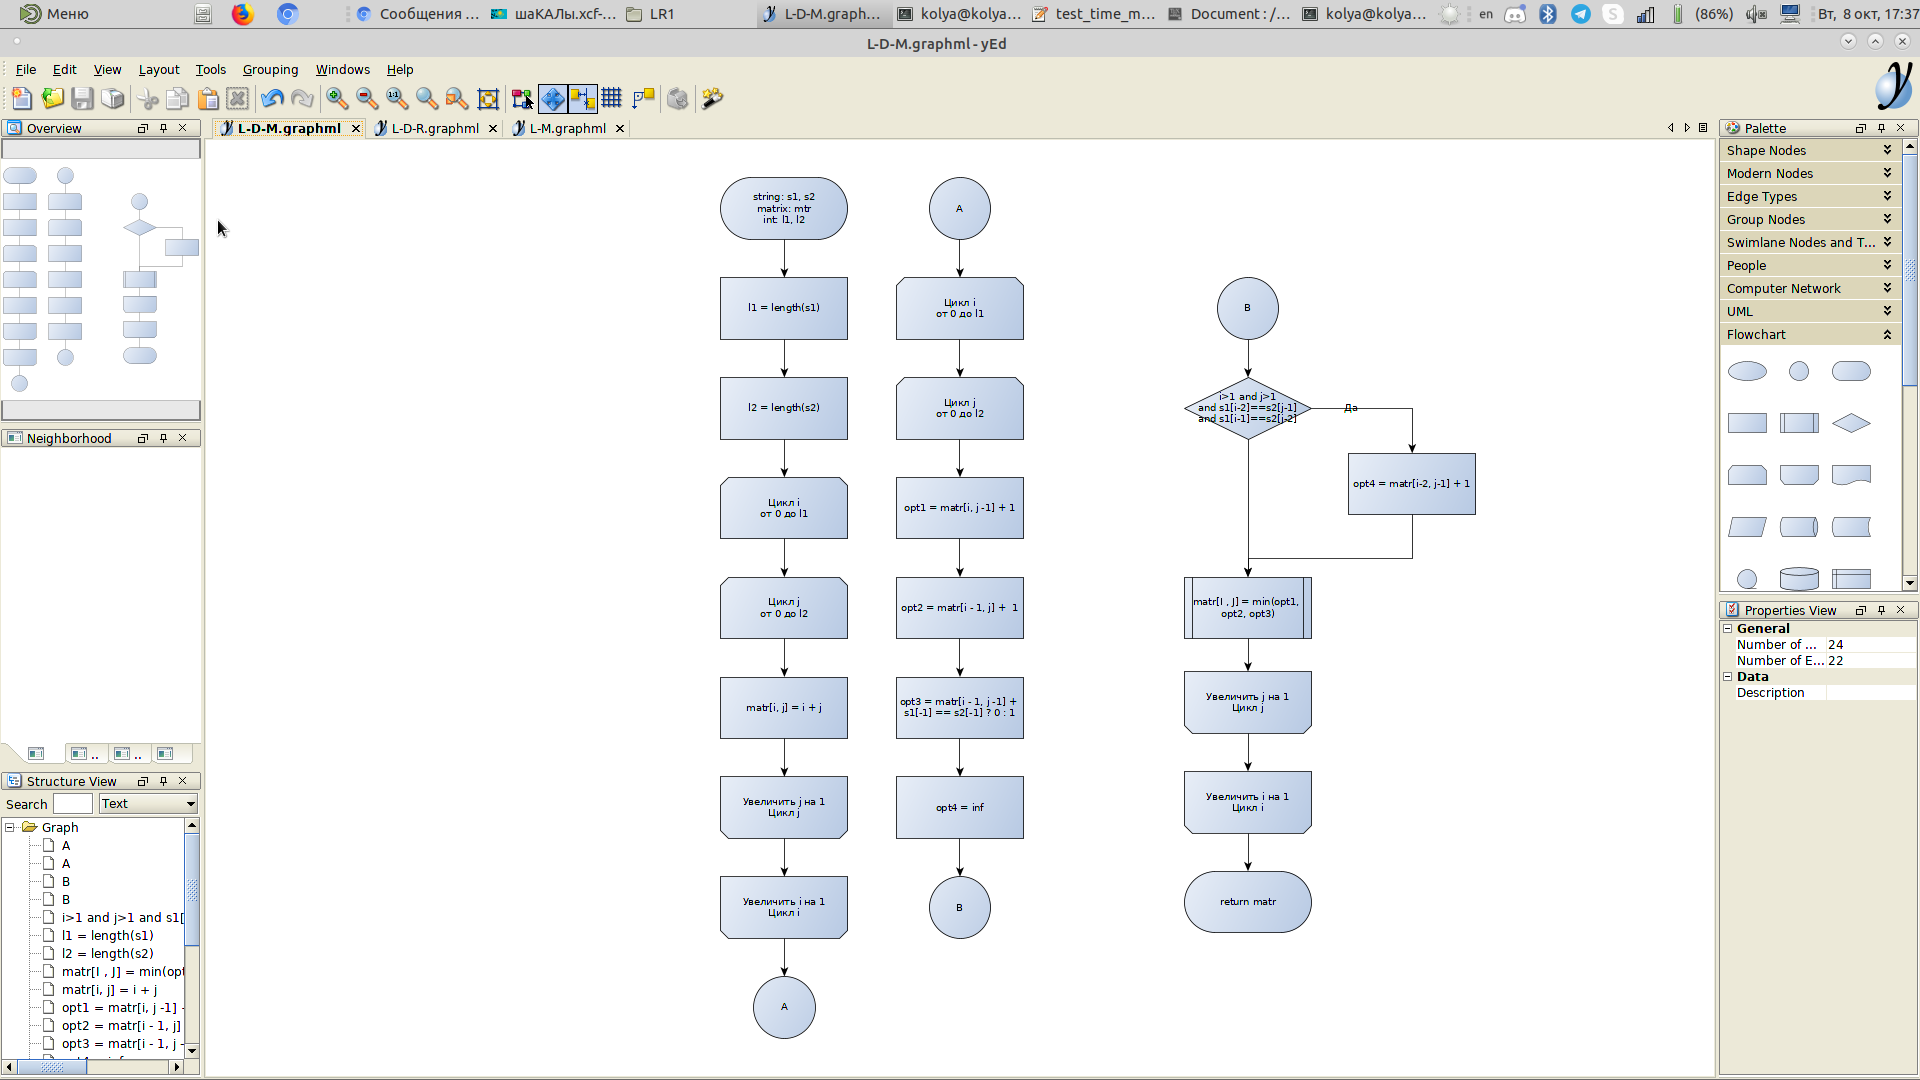 Меню
Сообщения ...
шаКАЛы.xcf-...
LR1
L-D-M.graph...
kolya@kolya...
test_time_m...
Document : /...
kolya@kolya...
en
(86%)
Вт, 8 окт, 17:37
L-D-M.graphml - yEd
File Edit View Layout Tools Grouping Windows Help
Overview
L-D-M.graphml
L-D-R.graphml
L-M.graphml
Neighborhood
Structure View
Search
Text
Graph
A
A
B
B
i>1 and j>1 and s1[
l1 = length(s1)
l2 = length(s2)
matr[I , J] = min(opt
matr[i, j] = i + j
opt1 = matr[i, j -1] -
opt2 = matr[i - 1, j]
opt3 = matr[i - 1, j -
string: s1, s2
matrix: mtr
int: l1, l2
l1 = length(s1)
l2 = length(s2)
Цикл i
от 0 до l1
Цикл j
от 0 до l2
matr[i, j] = i + j
Увеличить j на 1
Цикл j
Увеличить i на 1
Цикл i
A
A
Цикл i
от 0 до l1
Цикл j
от 0 до l2
opt1 = matr[i, j -1] + 1
opt2 = matr[i - 1, j] + 1
opt3 = matr[i - 1, j -1] +
s1[-1] == s2[-1] ? 0 : 1
opt4 = inf
B
B
i>1 and j>1
and s1[i-2]==s2[j-1]
and s1[i-1]==s2[j-2]
Да
opt4 = matr[i-2, j-1] + 1
matr[I , J] = min(opt1,
opt2, opt3)
Увеличить j на 1
Цикл j
Увеличить i на 1
Цикл i
return matr
Palette
Shape Nodes
Modern Nodes
Edge Types
Group Nodes
Swimlane Nodes and T...
People
Computer Network
UML
Flowchart
Properties View
General
Number of ... 24
Number of E... 22
Data
Description